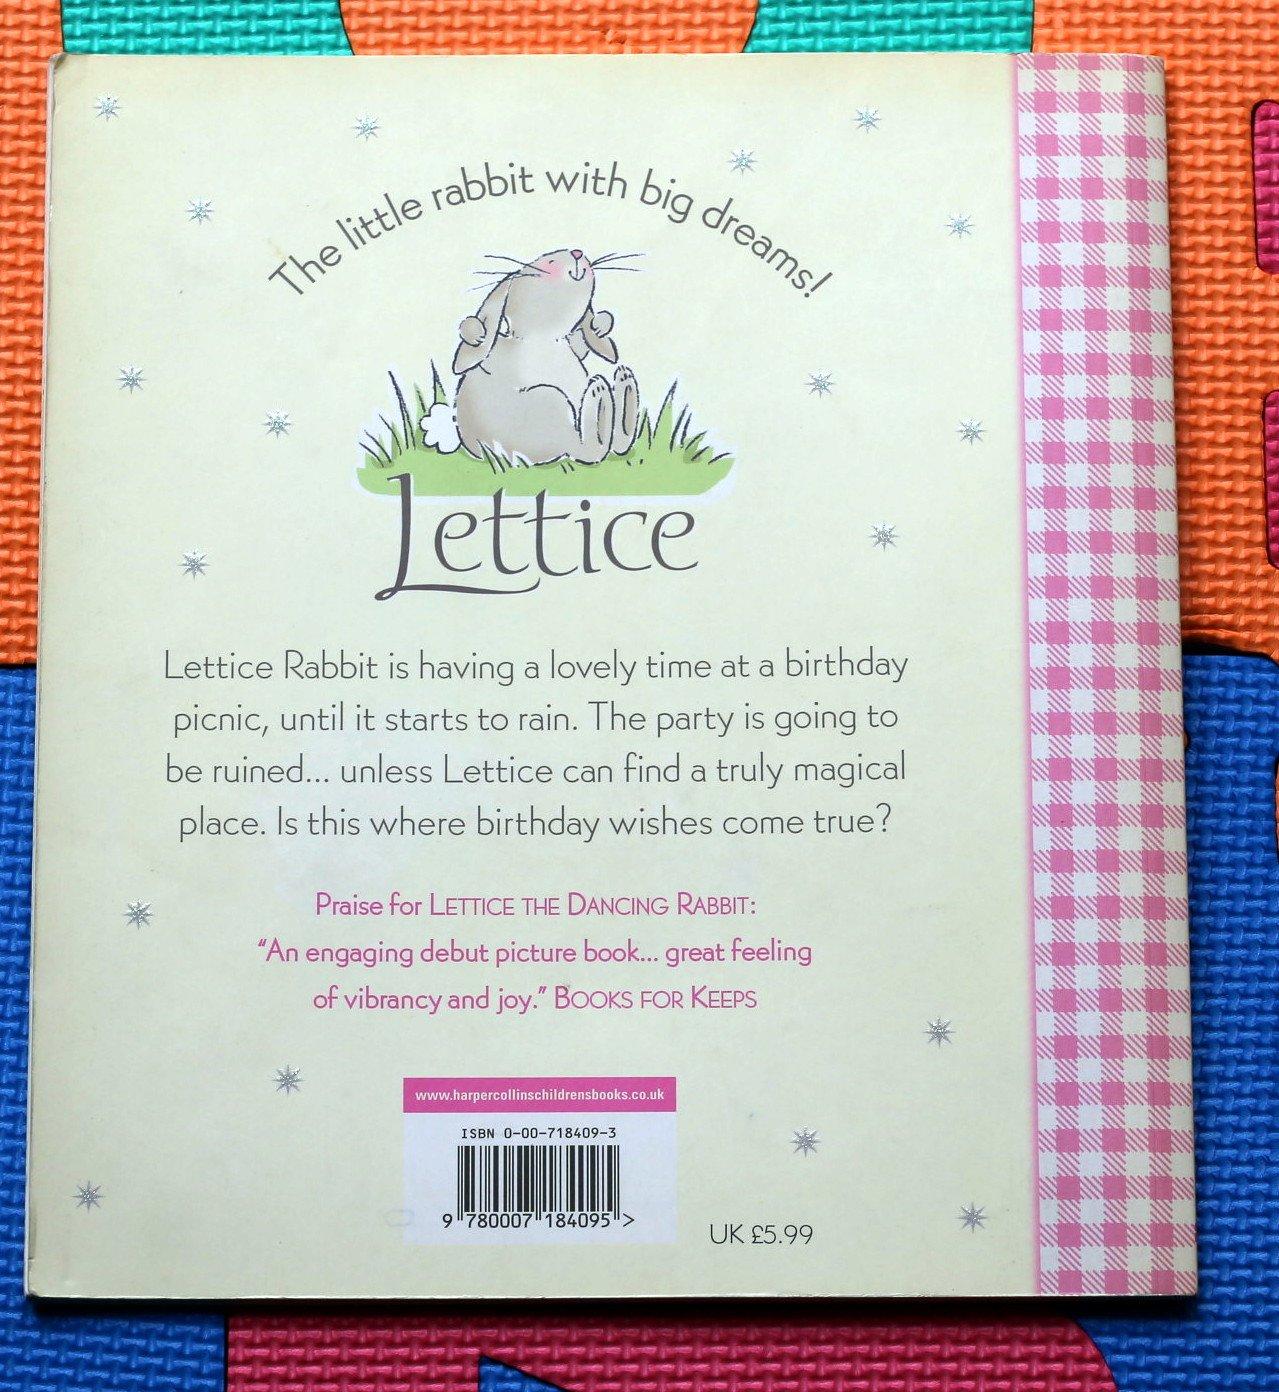 The little rabbit with big dreams!
Lettice
Lettice Rabbit is having a lovely time at a birthday
picnic, until it starts to rain. The party is going to
be ruined... unless Lettice can find a truly magical
place. Is this where birthday wishes come true?
Praise for LETTICE THE DANCING RABBIT:
“An engaging debut picture book... great feeling
of vibrancy and joy.” BOOKS FOR KEEPS
www.harpercollinschildrensbooks.co.uk
ISBN 0-00-718409-3
9 780007 184095 >
UK £5.99